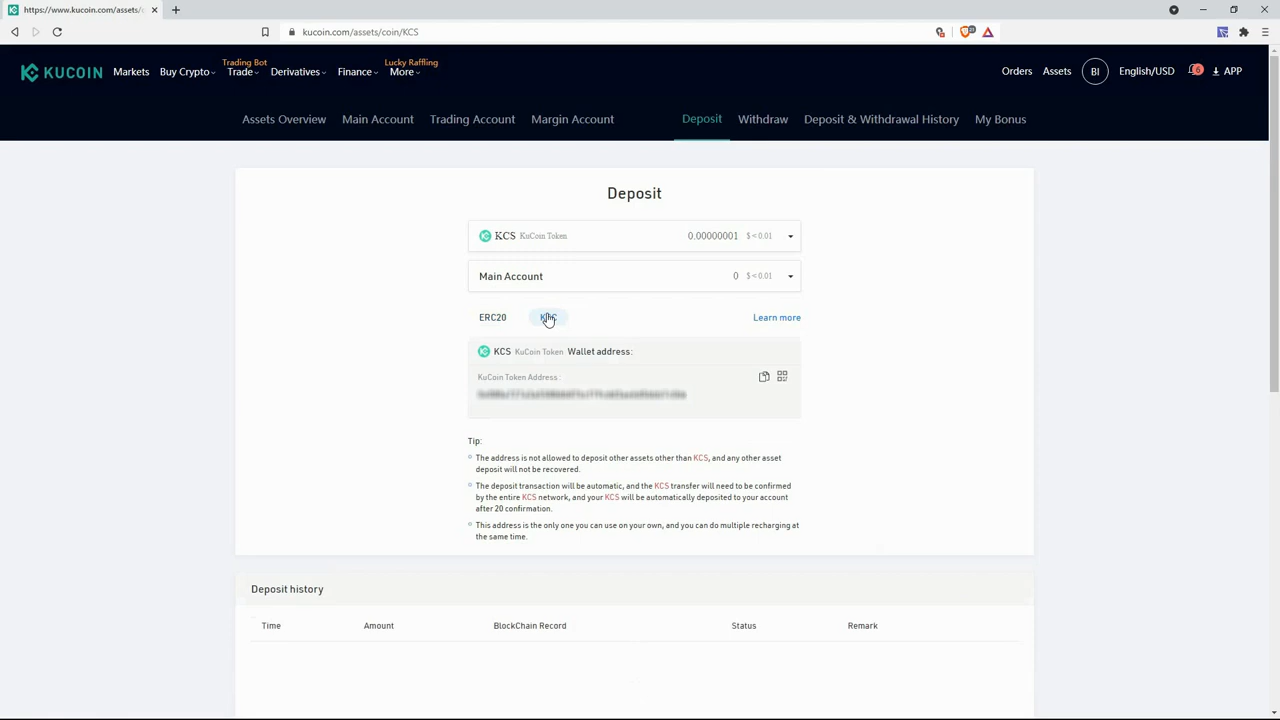 https://www.kucoin.com/assets/
kucoin.com/assets/coin/KCS
KUCOIN
Markets
Buy Crypto
Trading Bot
Trade
Derivatives
Finance
Lucky Raffling
More
Orders
Assets
BI
English/USD
6
APP
Assets Overview
Main Account
Trading Account
Margin Account
Deposit
Withdraw
Deposit & Withdrawal History
My Bonus
Deposit
KCS KuCoin Token 0.00000001 $ < 0.01
Main Account 0 $ < 0.01
ERC20
Learn more
KCS KuCoin Token Wallet address:
KuCoin Token Address :
Tip:
The address is not allowed to deposit other assets other than KCS, and any other asset
deposit will not be recovered.
The deposit transaction will be automatic, and the KCS transfer will need to be confirmed
by the entire KCS network, and your KCS will be automatically deposited to your account
after 20 confirmation.
This address is the only one you can use on your own, and you can do multiple recharging at
the same time.
Deposit history
Time Amount BlockChain Record Status Remark